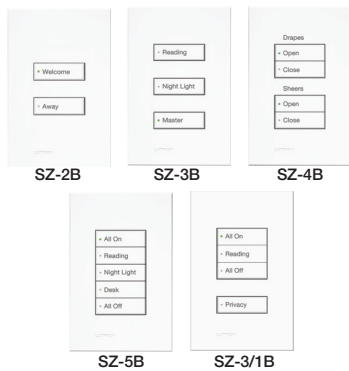 Welcome
Away
SZ-2B
Reading
Night Light
Master
SZ-3B
Drapes
Open
Close
Sheers
Open
Close
SZ-4B
All On
Reading
Night Light
Desk
All Off
SZ-5B
All On
Reading
All Off
Privacy
SZ-3/1B